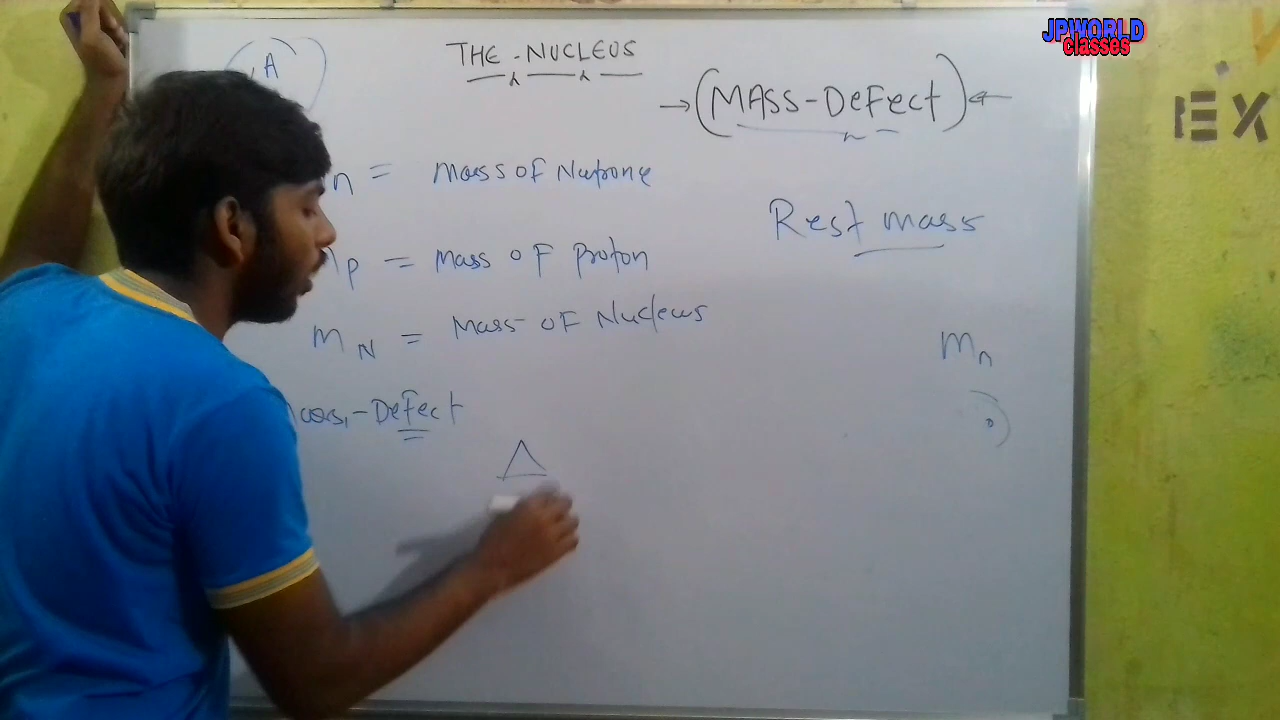 JPWORLD
classes
A
THE-NUCLEUS
→(MASS-DeFect)←
n = mass of Nutrone
Rest mass
p = mass of proton
mN = Mass of Nucleus
mn
-Defect
Δ
EX